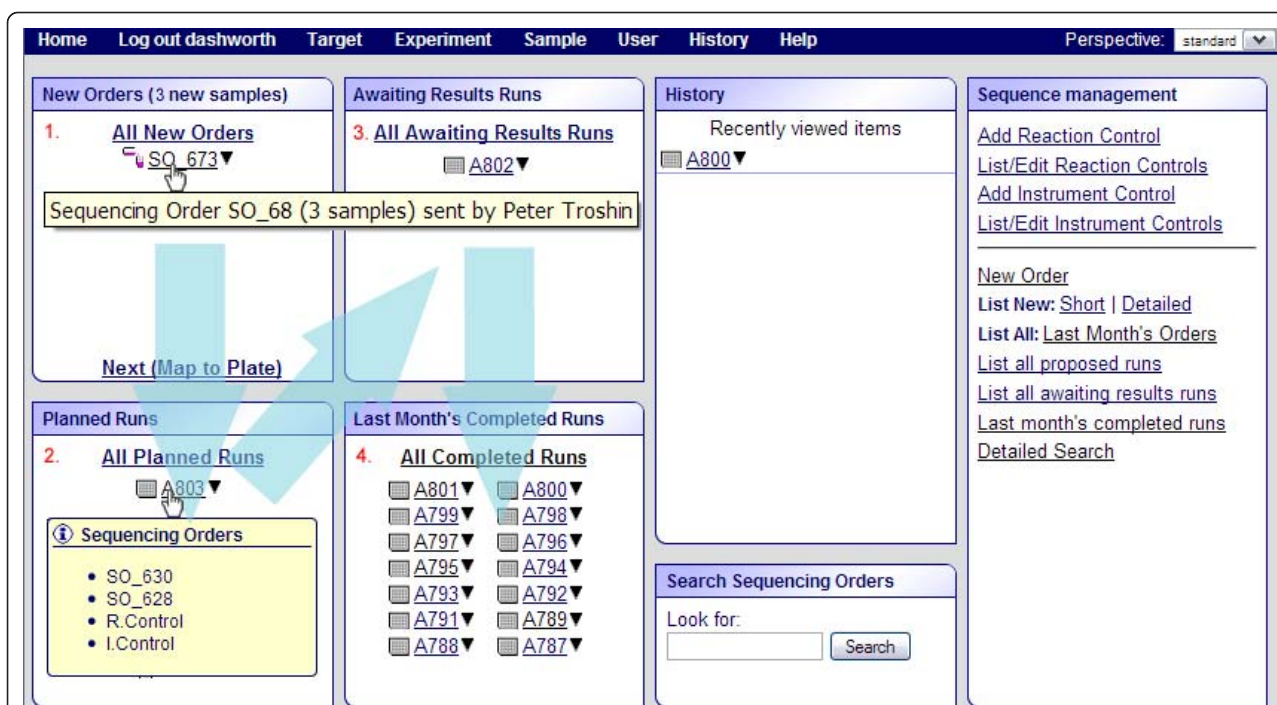 Home Log out dashworth Target Experiment Sample User History Help Perspective: standard
New Orders (3 new samples)
1. All New Orders
SO_673
Sequencing Order SO_68 (3 samples) sent by Peter Troshin
Next (Map to Plate)
Awaiting Results Runs
3. All Awaiting Results Runs
A802
Planned Runs
2. All Planned Runs
A803
Sequencing Orders
• SO_630
• SO_628
• R.Control
• I.Control
Last Month's Completed Runs
4. All Completed Runs
A801 A800
A799 A798
A797 A796
A795 A794
A793 A792
A791 A789
A788 A787
History
Recently viewed items
A800
Search Sequencing Orders
Look for:
Search
Sequence management
Add Reaction Control
List/Edit Reaction Controls
Add Instrument Control
List/Edit Instrument Controls
New Order
List New: Short | Detailed
List All: Last Month's Orders
List all proposed runs
List all awaiting results runs
Last month's completed runs
Detailed Search